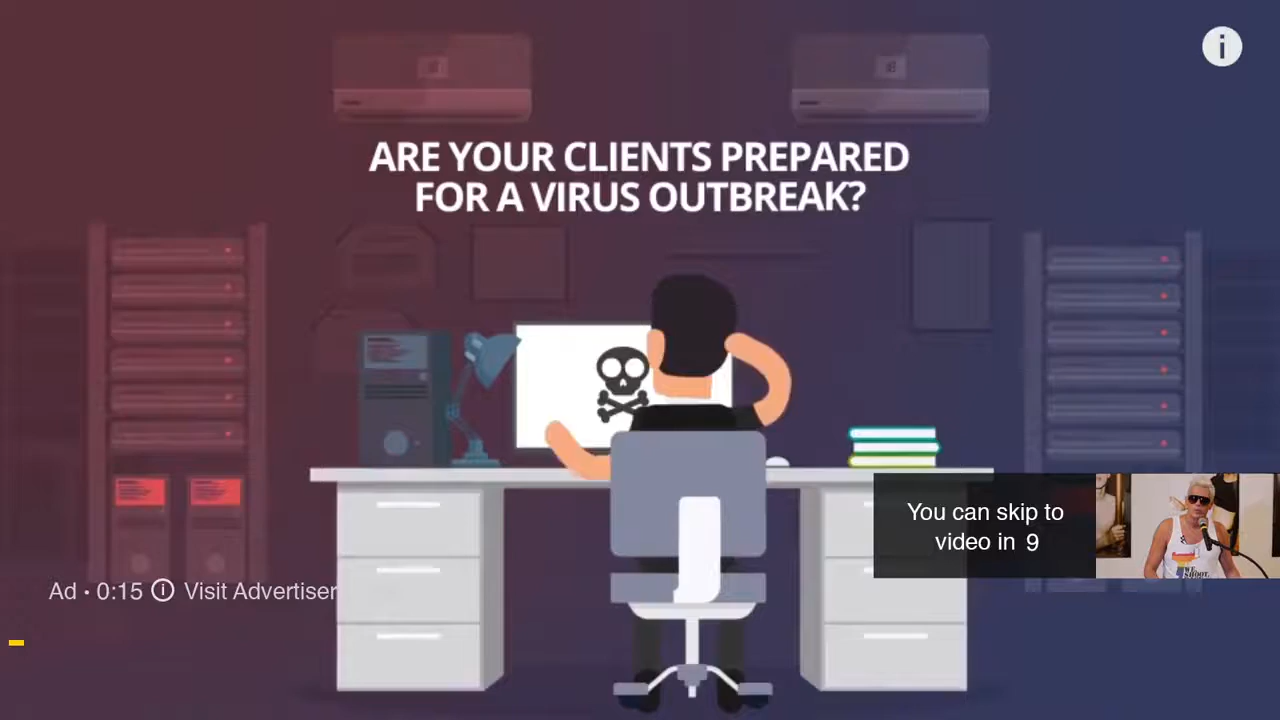 i
ARE YOUR CLIENTS PREPARED
FOR A VIRUS OUTBREAK?
You can skip to
video in 9
Ad • 0:15 i Visit Advertiser